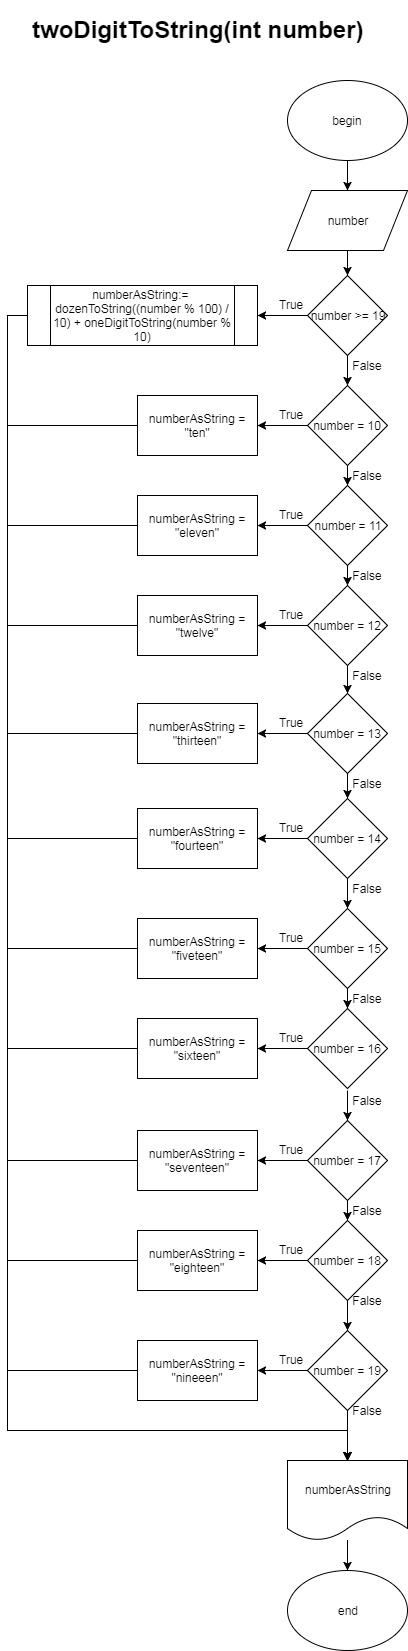 twoDigitToString(int number)
begin
number
number >= 19
True
numberAsString:=
dozenToString((number % 100) /
10) + oneDigitToString(number %
10)
False
number = 10
True
numberAsString =
"ten"
False
number = 11
True
numberAsString =
"eleven"
False
number = 12
True
numberAsString =
"twelve"
False
number = 13
True
numberAsString =
"thirteen"
False
number = 14
True
numberAsString =
"fourteen"
False
number = 15
True
numberAsString =
"fiveteen"
False
number = 16
True
numberAsString =
"sixteen"
False
number = 17
True
numberAsString =
"seventeen"
False
number = 18
True
numberAsString =
"eighteen"
False
number = 19
True
numberAsString =
"nineeen"
False
numberAsString
end